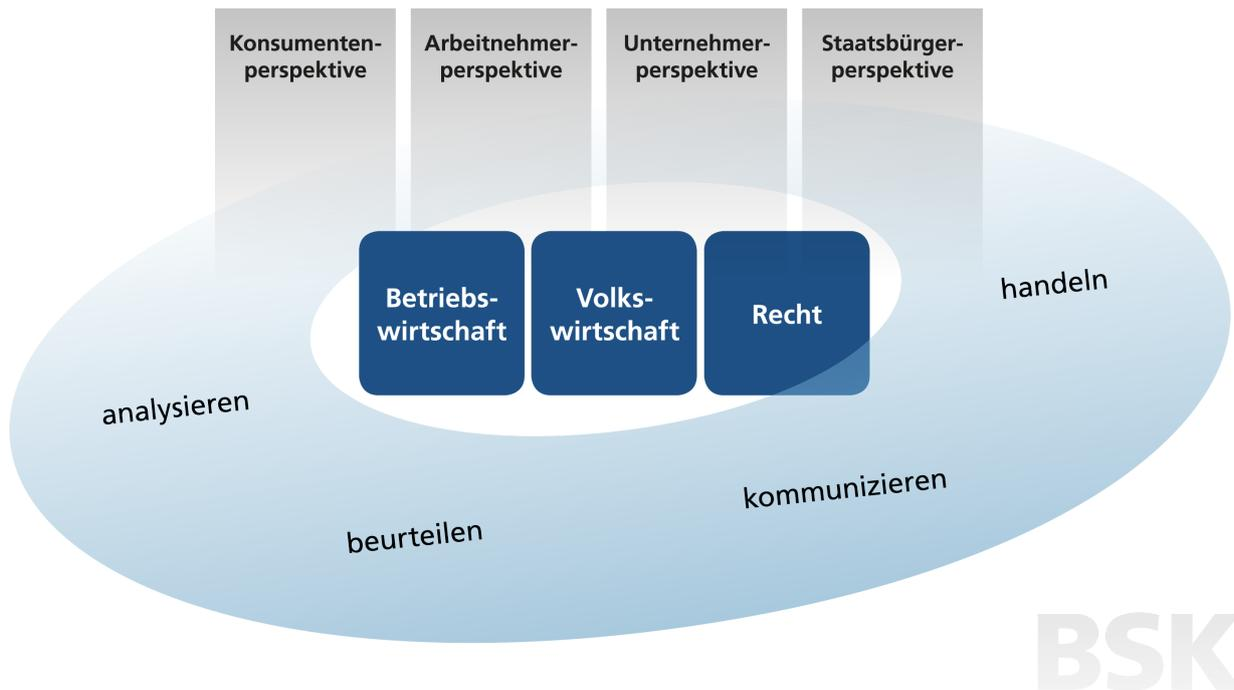 Konsumenten-
perspektive
Arbeitnehmer-
perspektive
Unternehmer-
perspektive
Staatsbürger-
perspektive
Betriebs-
wirtschaft
Volks-
wirtschaft
Recht
handeln
analysieren
kommunizieren
beurteilen
BSK